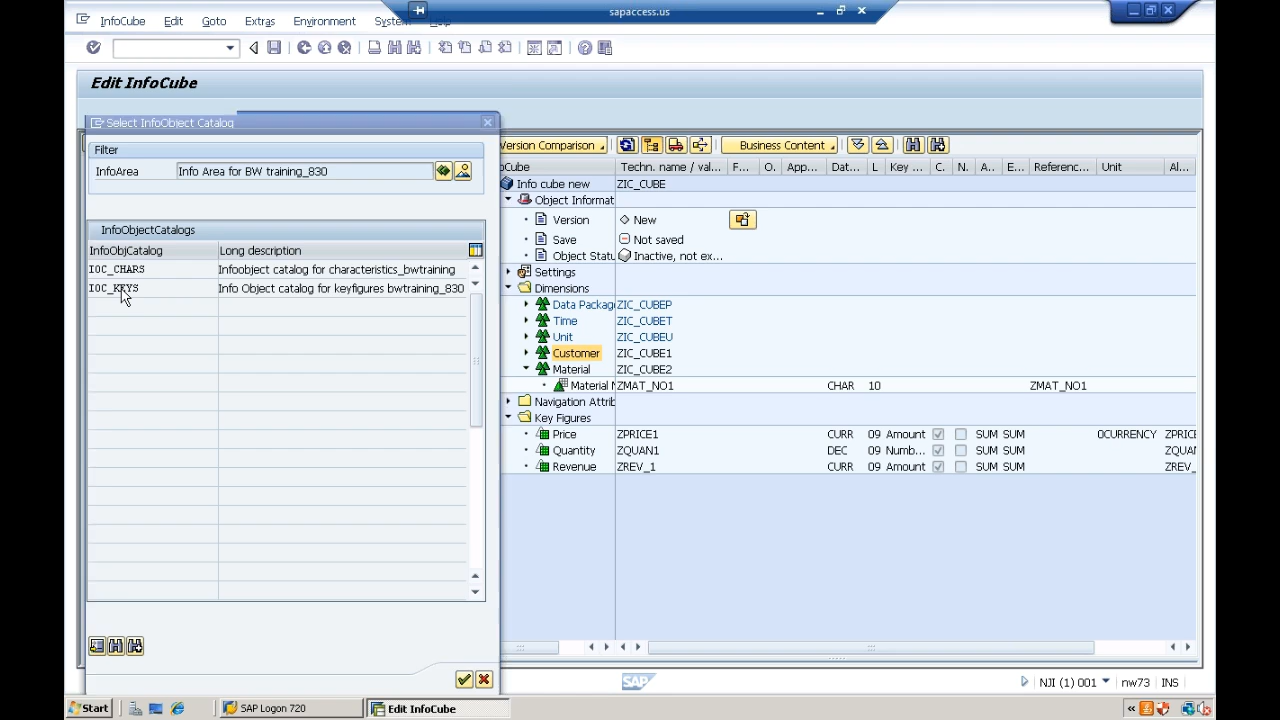 sapaccess.us
InfoCube Edit Goto Extras Environment System Help
Edit InfoCube
Select InfoObject Catalog
Filter
InfoArea Info Area for BW training_830
InfoObjectCatalogs
InfoObjCatalog Long description
IOC_CHARS Infoobject catalog for characteristics_bwtraining
IOC_KEYS Info Object catalog for keyfigures bwtraining_830
Version Comparison Business Content
oCube Techn. name / val... F... O. App... Dat... L Key ... C. N. A.. E... Referenc... Unit Al...
Info cube new ZIC_CUBE
Object Informat
Version New
Save Not saved
Object Statu Inactive, not ex...
Settings
Dimensions
Data Packag ZIC_CUBEP
Time ZIC_CUBET
Unit ZIC_CUBEU
Customer ZIC_CUBE1
Material ZIC_CUBE2
Material N ZMAT_NO1 CHAR 10 ZMAT_NO1
Navigation Attrib
Key Figures
Price ZPRICE1 CURR 09 Amount SUM SUM 0CURRENCY ZPRICE
Quantity ZQUAN1 DEC 09 Numb... SUM SUM ZQUA
Revenue ZREV_1 CURR 09 Amount SUM SUM ZREV_
SAP NJI (1) 001 nw73 INS
Start SAP Logon 720 Edit InfoCube